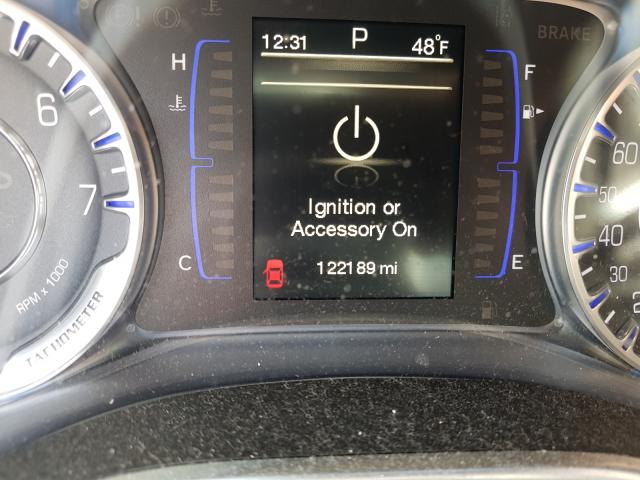 12:31 P 48°F
BRAKE
H
F
6
7
60
50
40
30
2
Ignition or
Accessory On
C
E
122189 mi
RPM x 1000
TACHOMETER